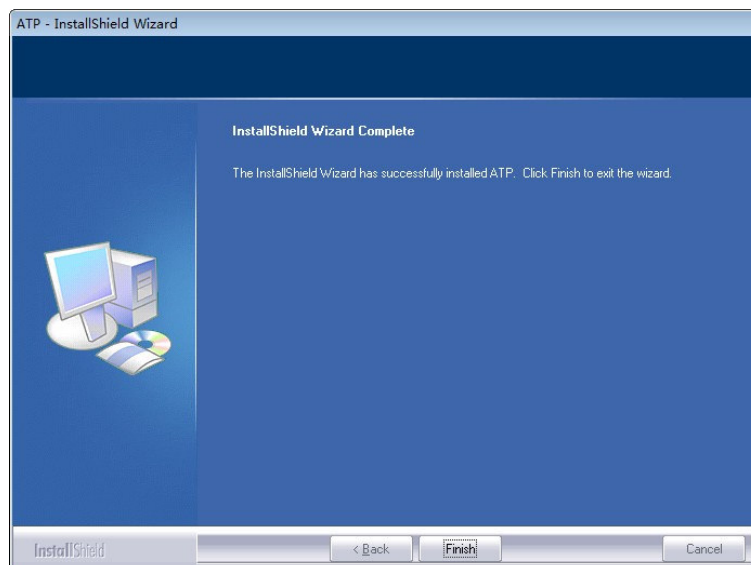 ATP - InstallShield Wizard
InstallShield Wizard Complete
The InstallShield Wizard has successfully installed ATP. Click Finish to exit the wizard.
InstallShield
< Back
Finish
Cancel